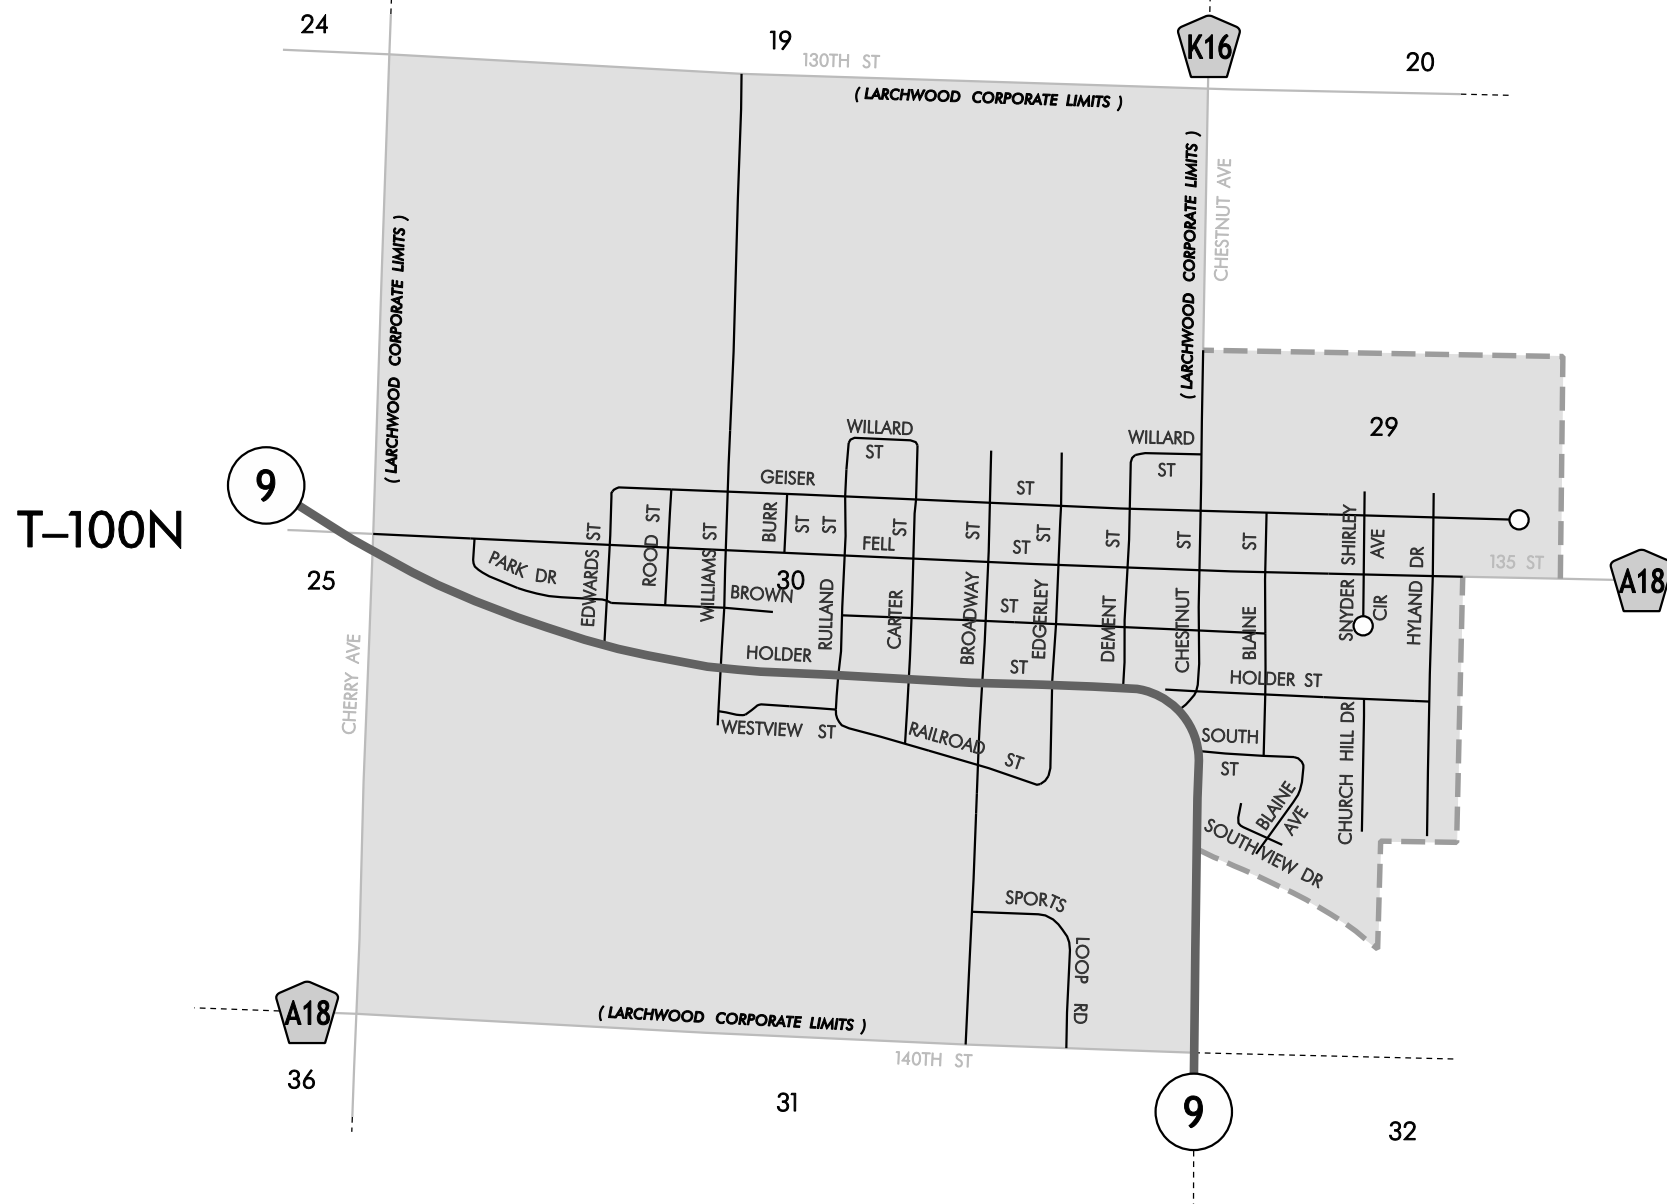 24
19
K16
20
130TH ST
( LARCHWOOD CORPORATE LIMITS )
( LARCHWOOD CORPORATE LIMITS )
CHESTNUT AVE
( LARCHWOOD CORPORATE LIMITS )
29
WILLARD
ST
WILLARD
ST
9
T–100N
GEISER
ST
EDWARDS ST
ROOD ST
WILLIAMS ST
BURR
ST
RULLAND ST
CARTER ST
BROADWAY ST
EDGERLEY ST
DEMENT ST
CHESTNUT ST
BLAINE ST
SHIRLEY
AVE
SNYDER
CIR
HYLAND DR
FELL
ST
135 ST
A18
25
PARK DR
30
BROWN
ST
CHERRY AVE
HOLDER
ST
HOLDER ST
WESTVIEW ST
RAILROAD ST
SOUTH
ST
CHURCH HILL DR
BLAINE
AVE
SOUTHVIEW DR
SPORTS
LOOP RD
A18
( LARCHWOOD CORPORATE LIMITS )
140TH ST
36
31
9
32